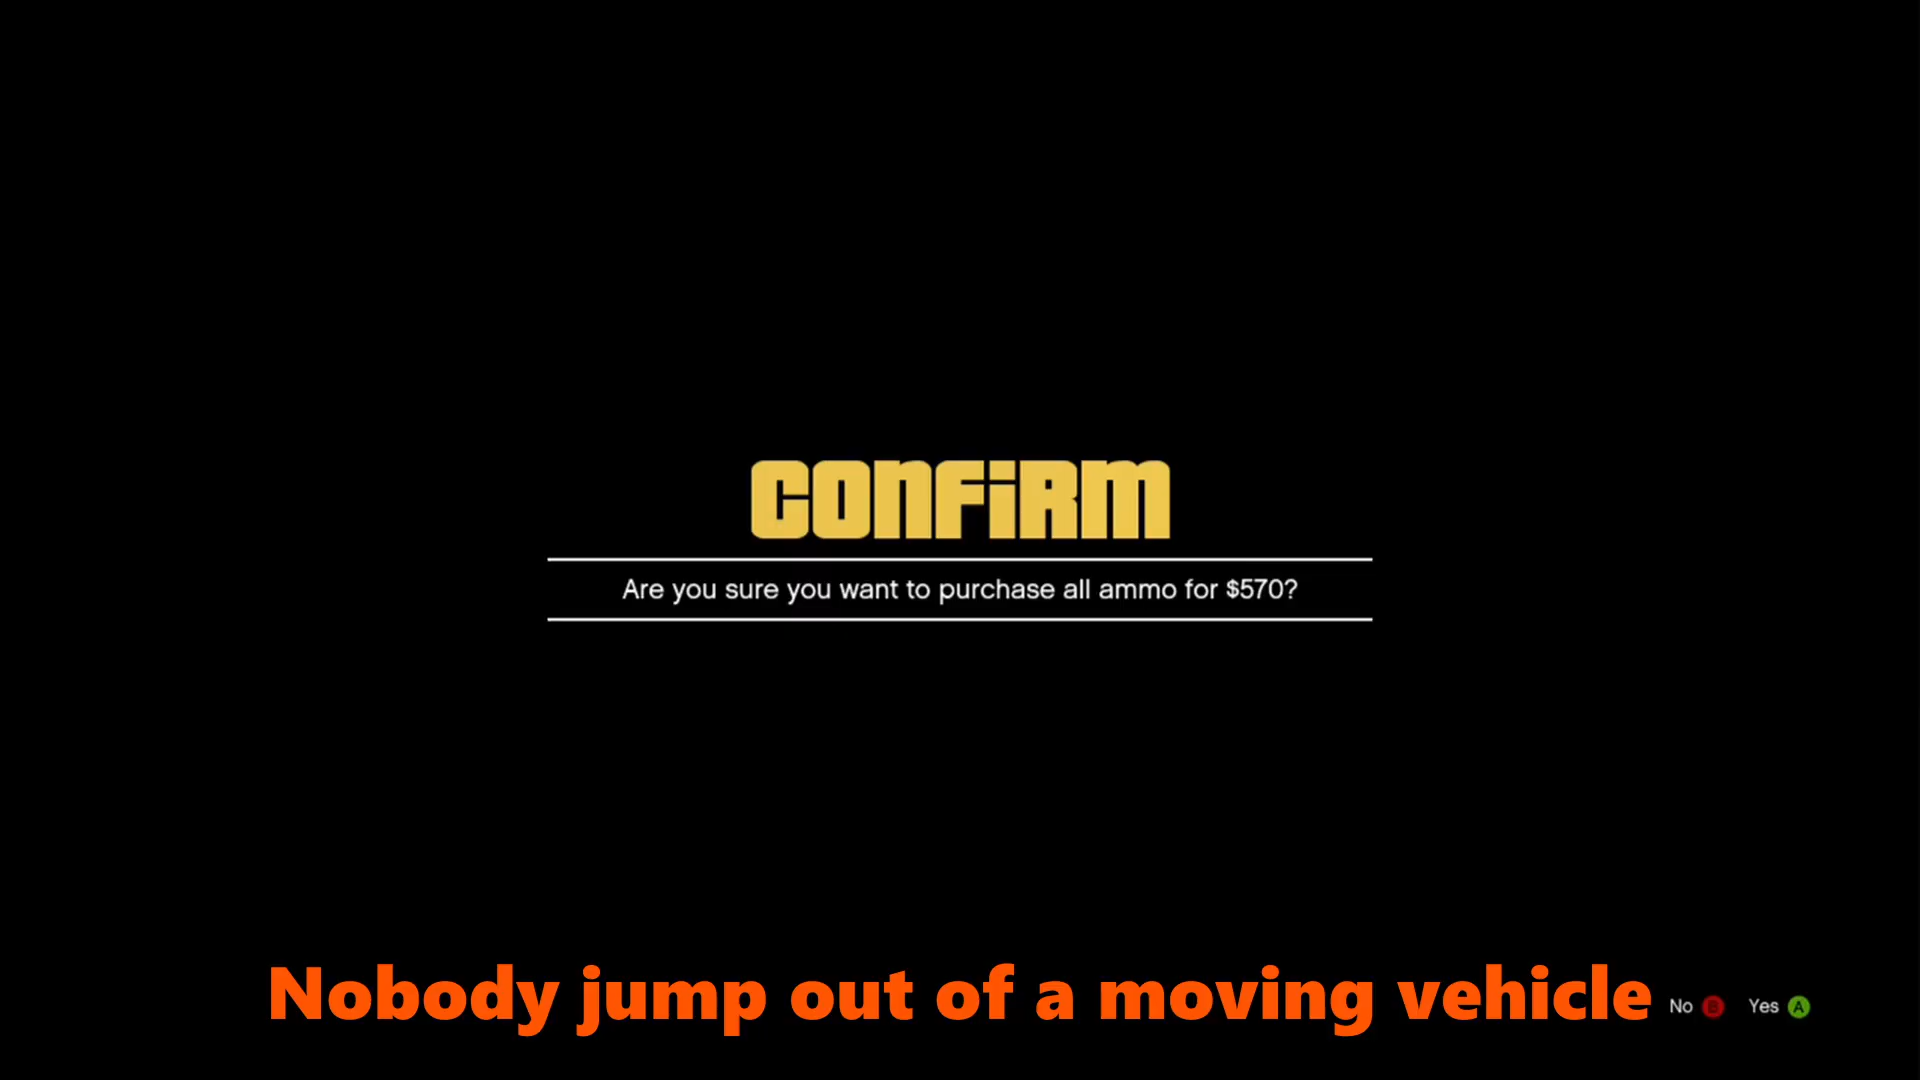 CONFIRM
Are you sure you want to purchase all ammo for $570?
Nobody jump out of a moving vehicle
No B Yes A